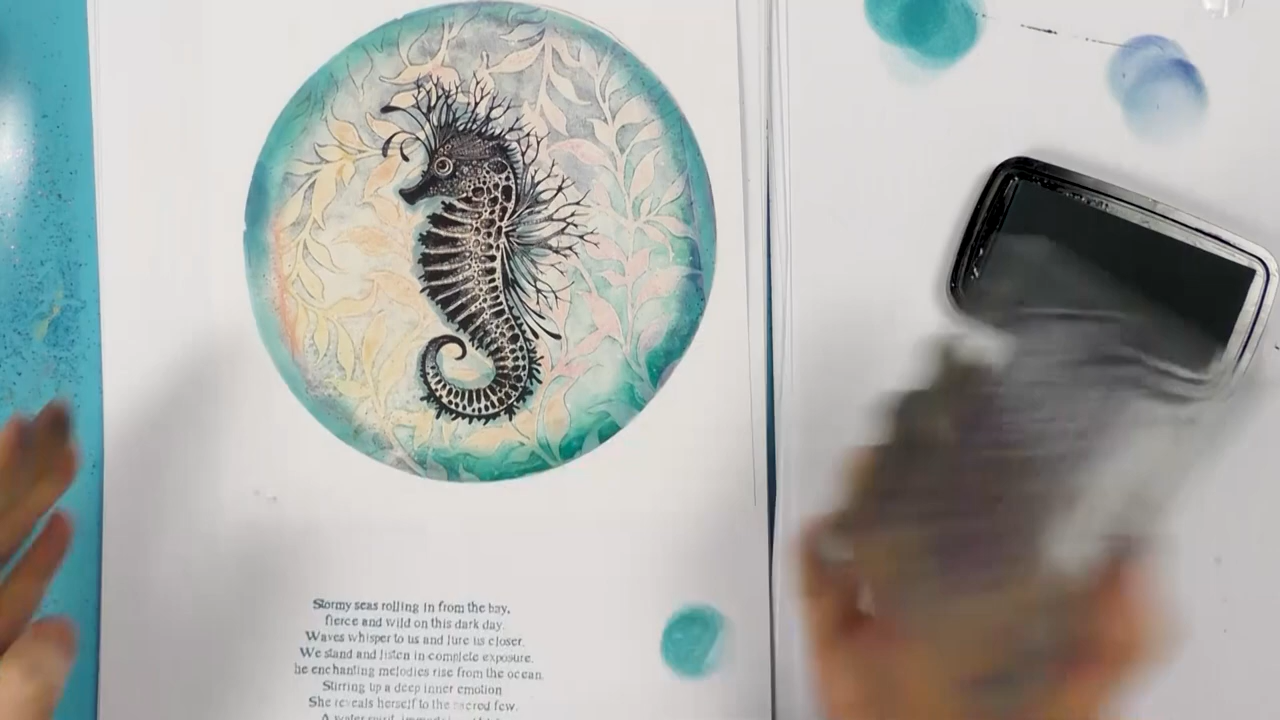 Stormy seas rolling in from the bay,
fierce and wild on this dark day.
Waves whisper to us and lure us closer.
We stand and listen in complete exposure.
he enchanting melodies rise from the ocean.
Stirring up a deep inner emotion
She reveals herself to the sacred few.
A water spirit,